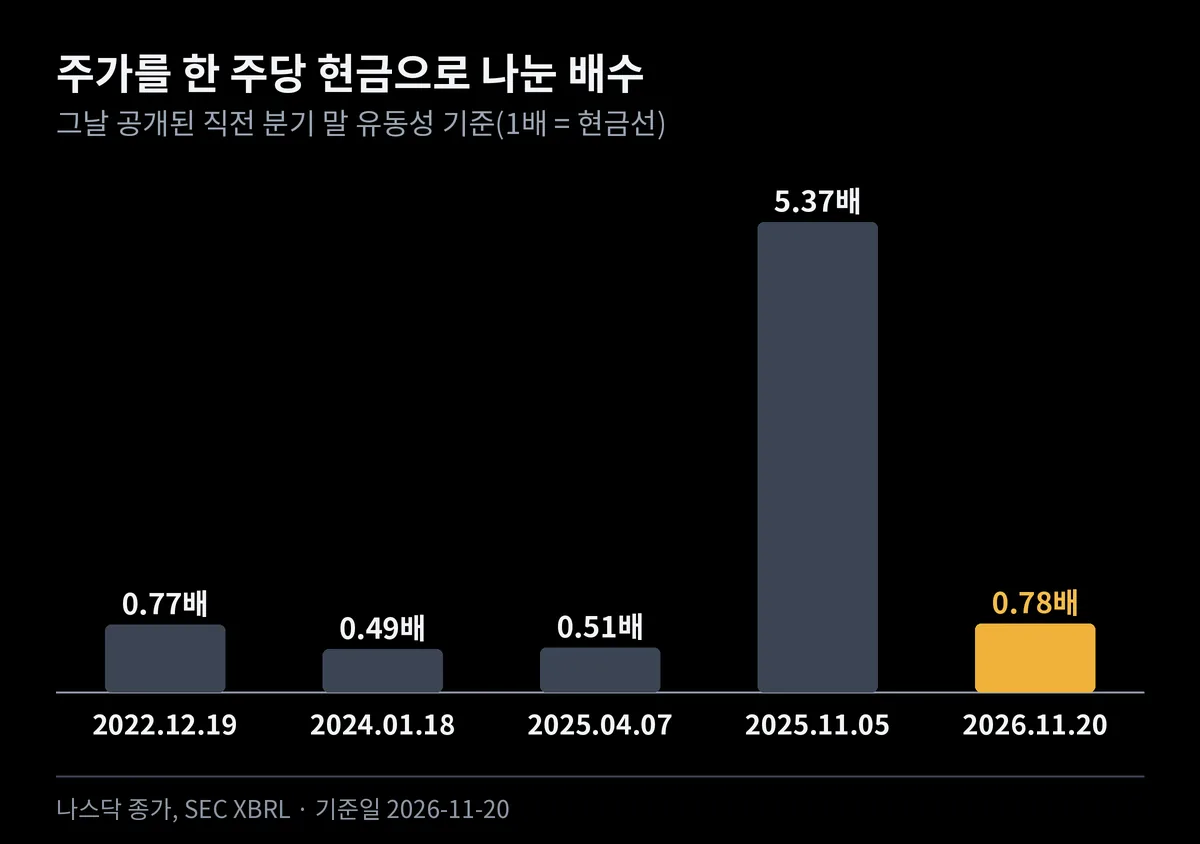 주가를 한 주당 현금으로 나눈 배수
그날 공개된 직전 분기 말 유동성 기준(1배 = 현금선)
5.37배
0.77배
0.49배
0.51배
0.78배
2022.12.19
2024.01.18
2025.04.07
2025.11.05
2026.11.20
나스닥 종가, SEC XBRL · 기준일 2026-11-20